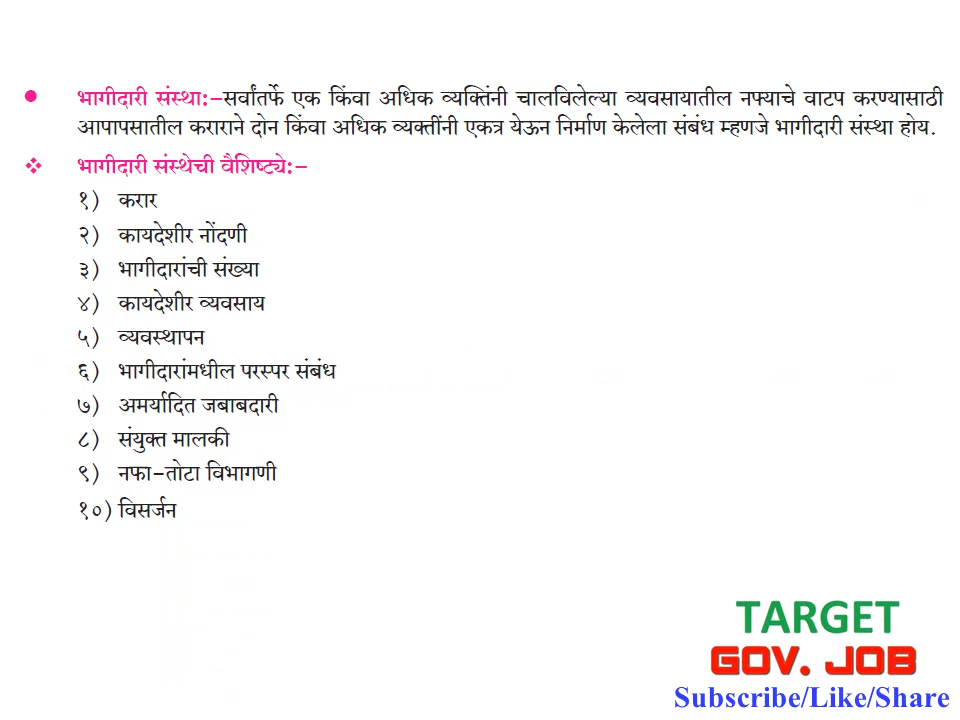 ● भागीदारी संस्था:-सर्वांतर्फे एक किंवा अधिक व्यक्तिंनी चालविलेल्या व्यवसायातील नफ्याचे वाटप करण्यासाठी
आपापसातील कराराने दोन किंवा अधिक व्यक्तींनी एकत्र येऊन निर्माण केलेला संबंध म्हणजे भागीदारी संस्था होय.
❖ भागीदारी संस्थेची वैशिष्ट्ये:-
१) करार
२) कायदेशीर नोंदणी
३) भागीदारांची संख्या
४) कायदेशीर व्यवसाय
५) व्यवस्थापन
६) भागीदारांमधील परस्पर संबंध
७) अमर्यादित जबाबदारी
८) संयुक्त मालकी
९) नफा-तोटा विभागणी
१०) विसर्जन
TARGET
GOV. JOB
Subscribe/Like/Share